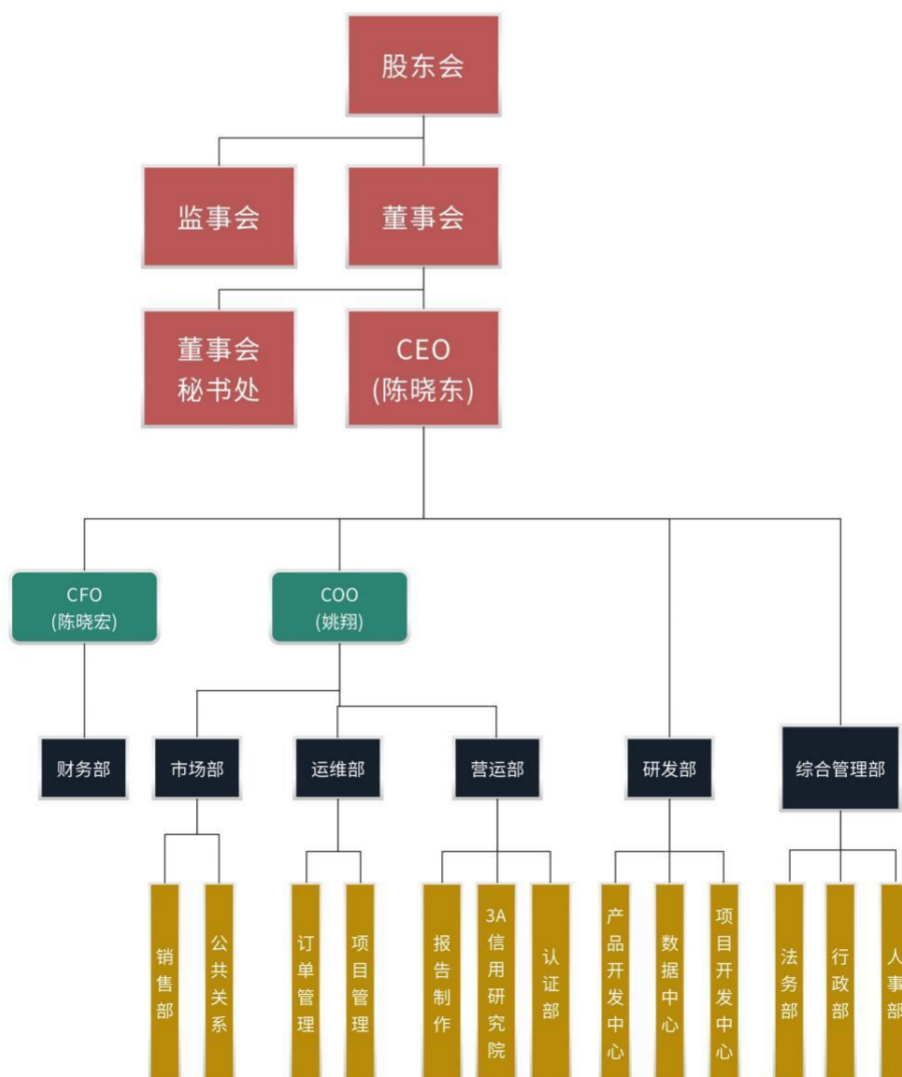 股东会
监事会
董事会
董事会
秘书处
CEO
(陈晓东)
CFO
(陈晓宏)
COO
(姚翔)
财务部
市场部
运维部
营运部
研发部
综合管理部
销售部
公共关系
订单管理
项目管理
报告制作
3A信用研究院
认证部
产品开发中心
数据中心
项目开发中心
法务部
行政部
人事部